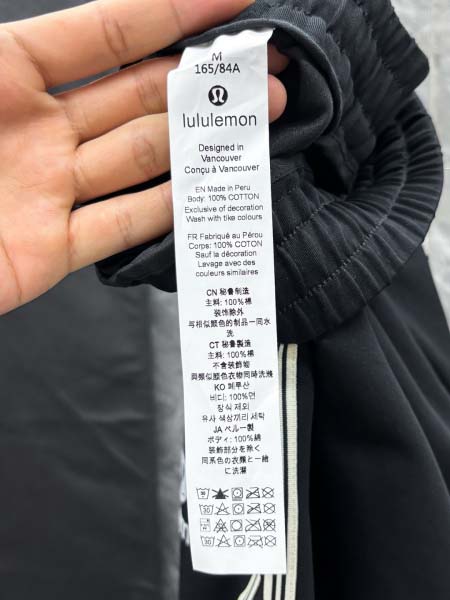 M
165/84A
lululemon
Designed in
Vancouver
Conçu à Vancouver
EN Made in Peru
Body: 100% COTTON
Exclusive of decoration
Wash with tike colours
FR Fabriqué au Pérou
Corps: 100% COTON
Sauf la décoration
Lavage avec des
couleurs similaires
CN 秘鲁制造
主料: 100%棉
装饰除外
与相似颜色的制品一同水
洗
CT 秘魯製造
主料: 100%棉
不含装飾物
與類似顏色衣物同時洗滌
KO 페루산
바디: 100%면
장식 제외
유사 색상끼리 세탁
JA ペルー製
ボディ: 100%綿
装飾部分を除く
同系色の衣類と一緒
に洗濯